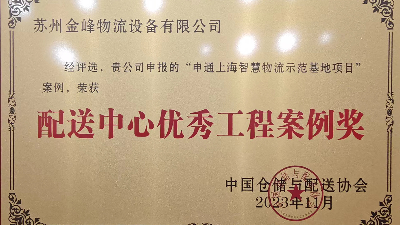 苏州金峰物流设备有限公司
经评选，贵公司申报的“申通上海智慧物流示范基地项目”
案例，荣获
配送中心优秀工程案例奖
中国仓储与配送协会
2023年11月